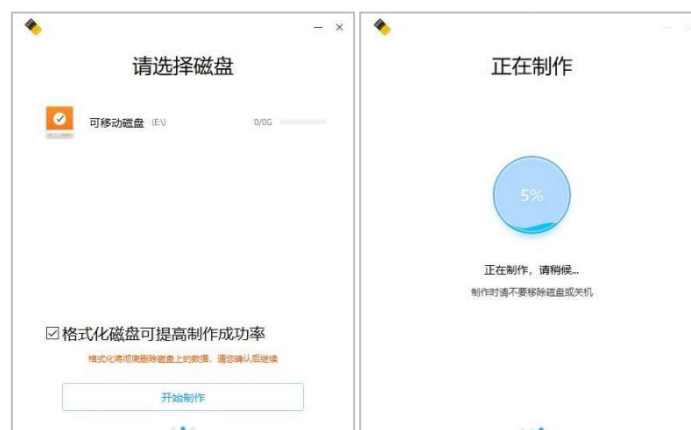 请选择磁盘
可移动磁盘 (E:\) 0/0G
格式化磁盘可提高制作成功率
格式化将彻底删除磁盘上的数据，请您确认后继续
开始制作
正在制作
5%
正在制作，请稍候...
制作时请不要移除磁盘或关机